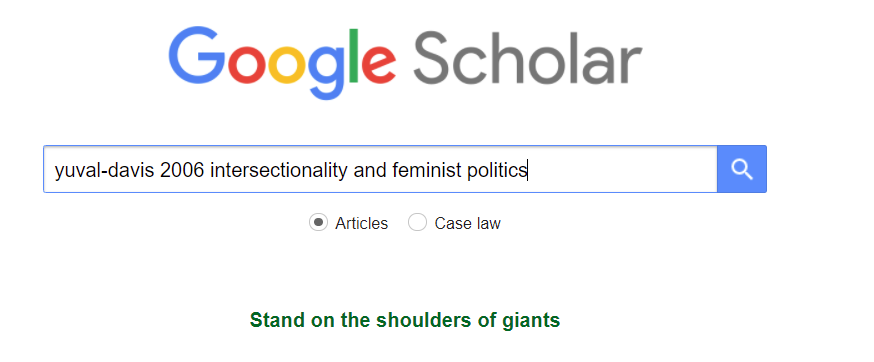 Google Scholar
yuval-davis 2006 intersectionality and feminist politics
Articles Case law
Stand on the shoulders of giants